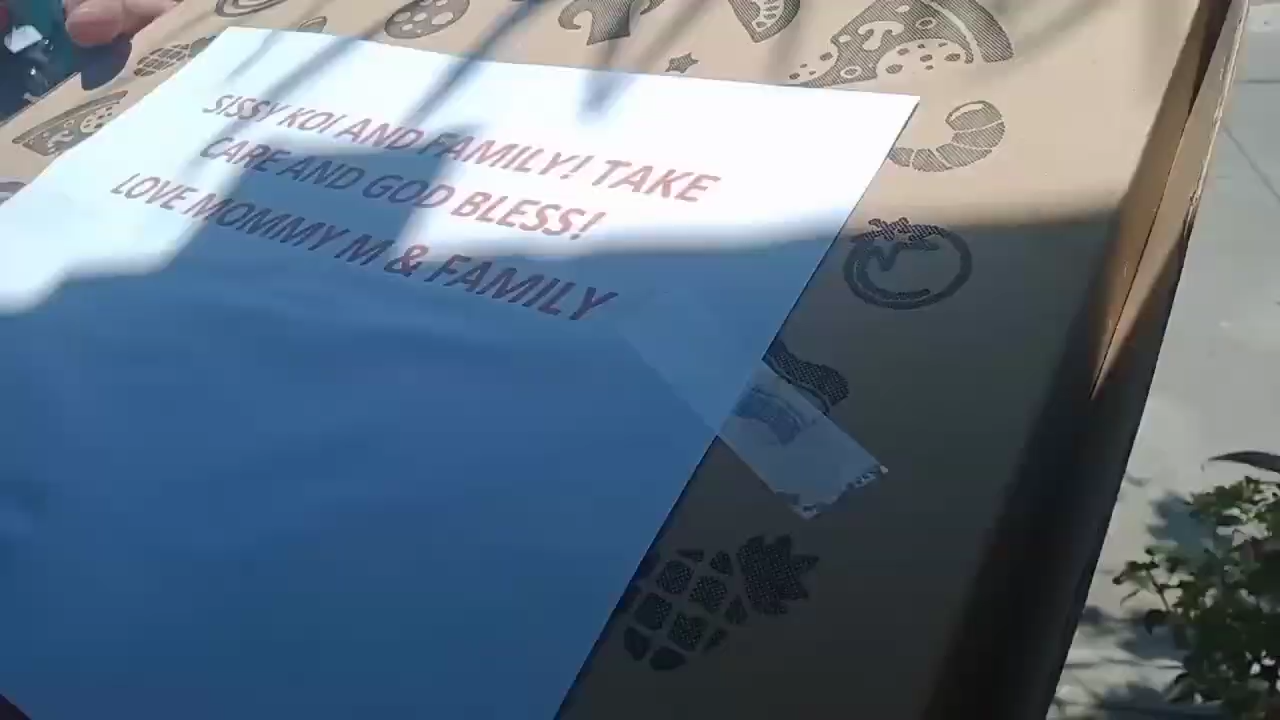 SISSY KOI AND FAMILY! TAKE
CARE AND GOD BLESS!
LOVE MOMMY M & FAMILY